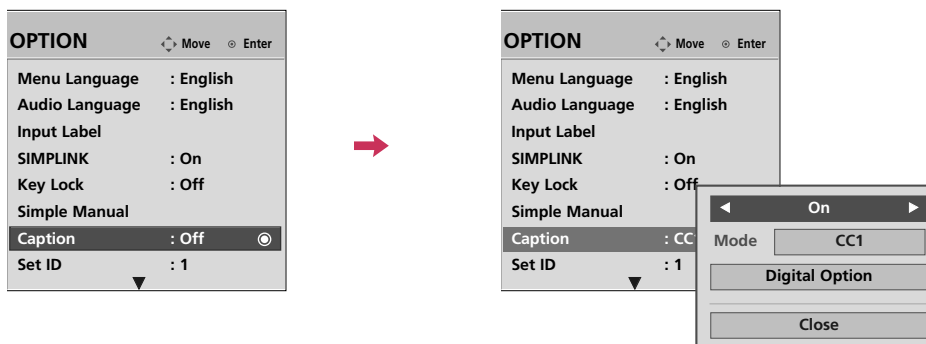 OPTION Move Enter
Menu Language : English
Audio Language : English
Input Label
SIMPLINK : On
Key Lock : Off
Simple Manual
Caption : Off
Set ID : 1
OPTION Move Enter
Menu Language : English
Audio Language : English
Input Label
SIMPLINK : On
Key Lock : Off
Simple Manual
Caption : CC
Set ID : 1
On
Mode CC1
Digital Option
Close